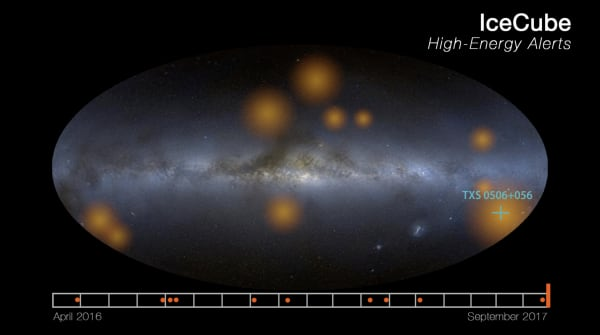 IceCube
High-Energy Alerts
TXS 0506+056
April 2016
September 2017